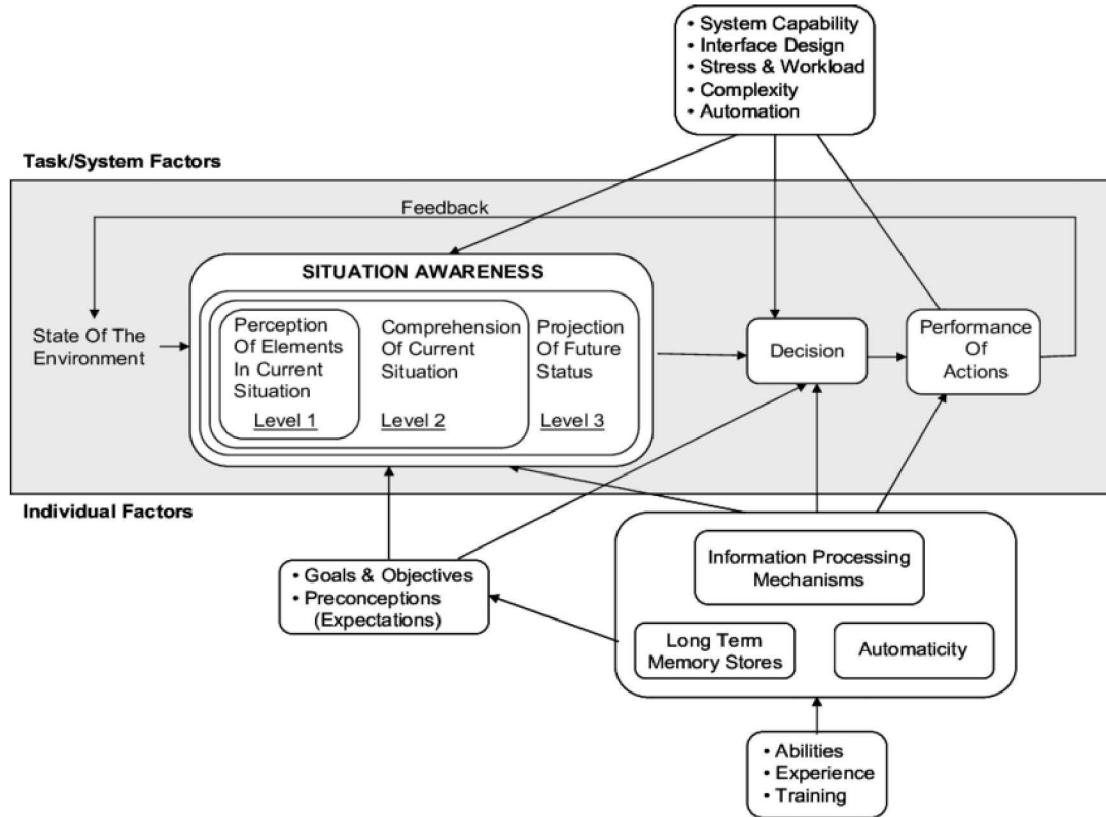 • System Capability
• Interface Design
• Stress & Workload
• Complexity
• Automation
Task/System Factors
Feedback
SITUATION AWARENESS
State Of The
Environment
Perception
Of Elements
In Current
Situation
Level 1
Comprehension
Of Current
Situation
Level 2
Projection
Of Future
Status
Level 3
Decision
Performance
Of
Actions
Individual Factors
• Goals & Objectives
• Preconceptions
(Expectations)
Information Processing
Mechanisms
Long Term
Memory Stores
Automaticity
• Abilities
• Experience
• Training